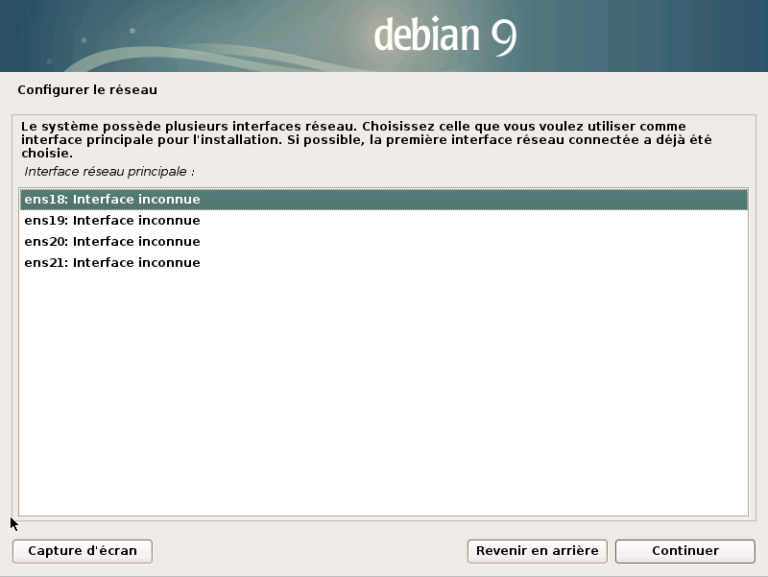 debian 9
Configurer le réseau
Le système possède plusieurs interfaces réseau. Choisissez celle que vous voulez utiliser comme
interface principale pour l'installation. Si possible, la première interface réseau connectée a déjà été
choisie.
Interface réseau principale :
ens18: Interface inconnue
ens19: Interface inconnue
ens20: Interface inconnue
ens21: Interface inconnue
Capture d'écran
Revenir en arrière
Continuer